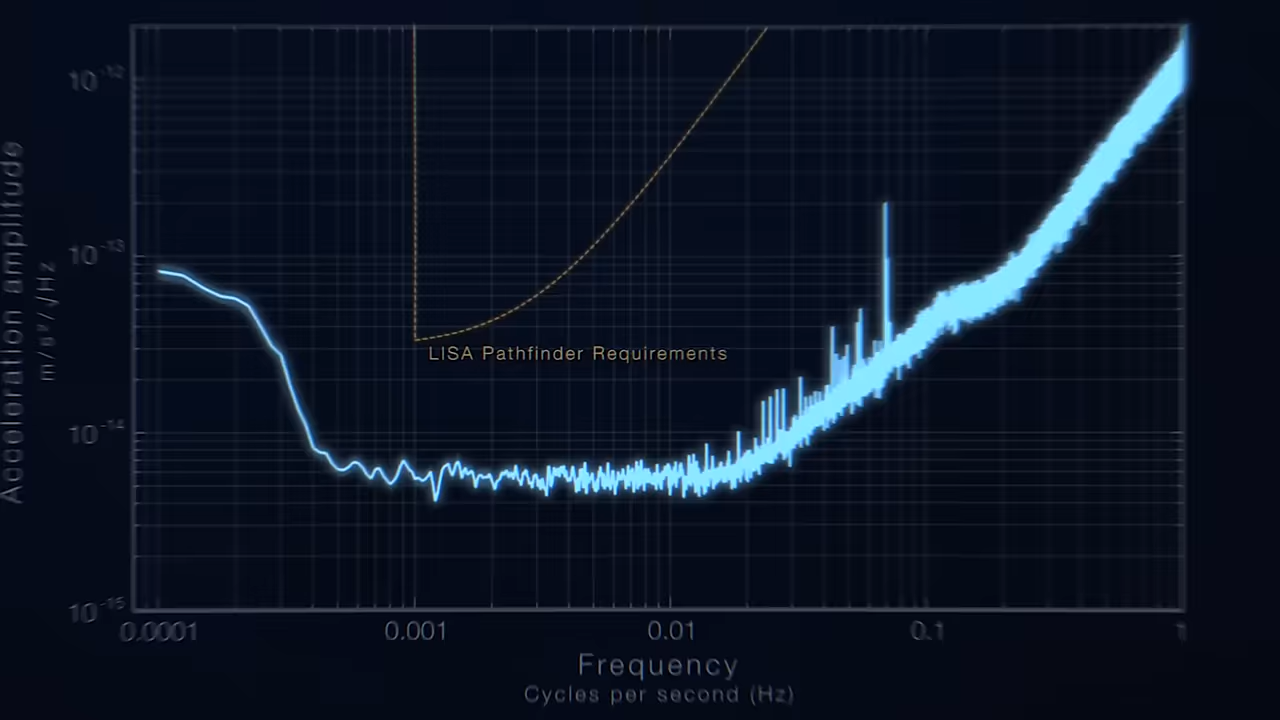 Acceleration amplitude
m/s²/√Hz
10⁻¹²
10⁻¹³
10⁻¹⁴
10⁻¹⁵
LISA Pathfinder Requirements
0.0001 0.001 0.01 0.1 1
Frequency
Cycles per second (Hz)